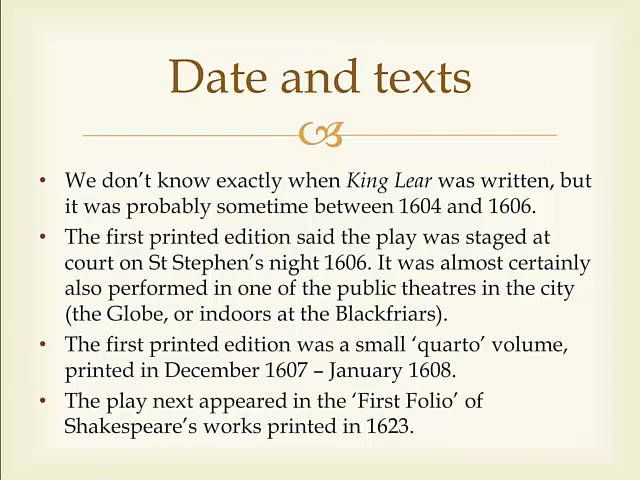 Date and texts
• We don’t know exactly when King Lear was written, but
it was probably sometime between 1604 and 1606.
• The first printed edition said the play was staged at
court on St Stephen’s night 1606. It was almost certainly
also performed in one of the public theatres in the city
(the Globe, or indoors at the Blackfriars).
• The first printed edition was a small ‘quarto’ volume,
printed in December 1607 – January 1608.
• The play next appeared in the ‘First Folio’ of
Shakespeare’s works printed in 1623.